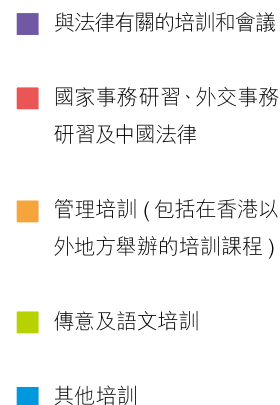 與法律有關的培訓和會議
國家事務研習、外交事務
研習及中國法律
管理培訓 (包括在香港以
外地方舉辦的培訓課程)
傳意及語文培訓
其他培訓